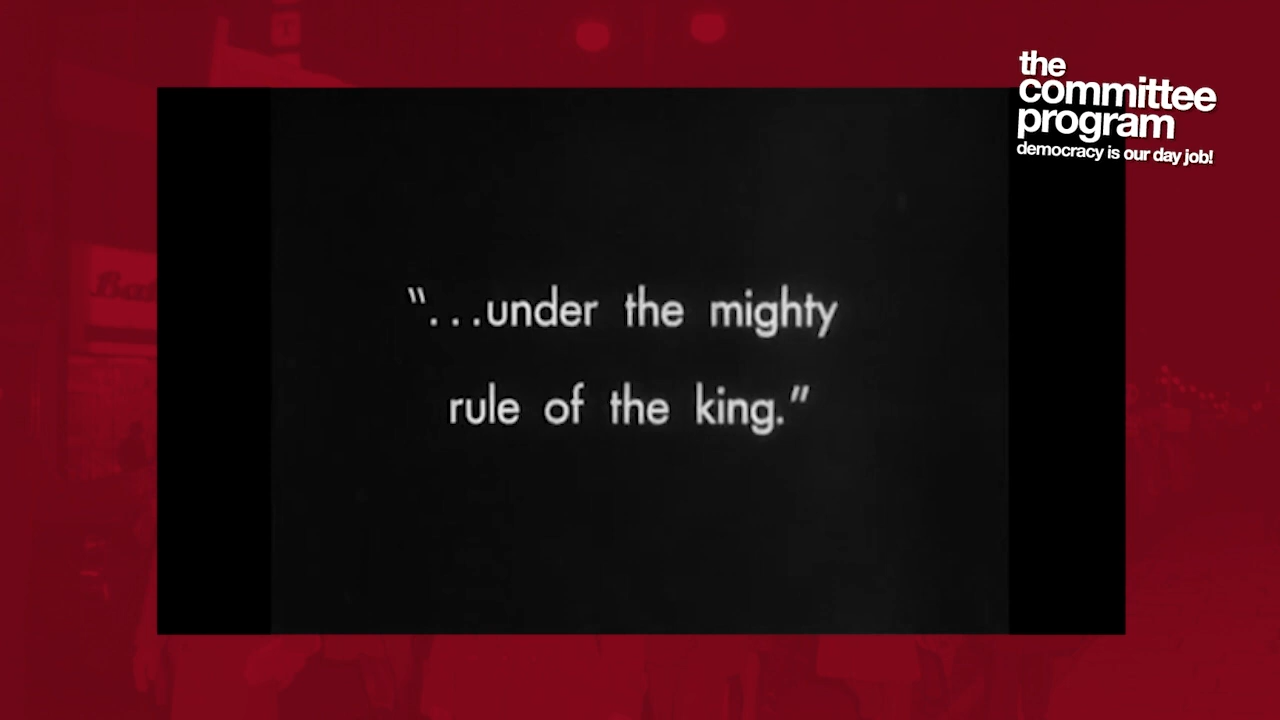 the
committee
program
democracy is our day job!
“...under the mighty
rule of the king.”